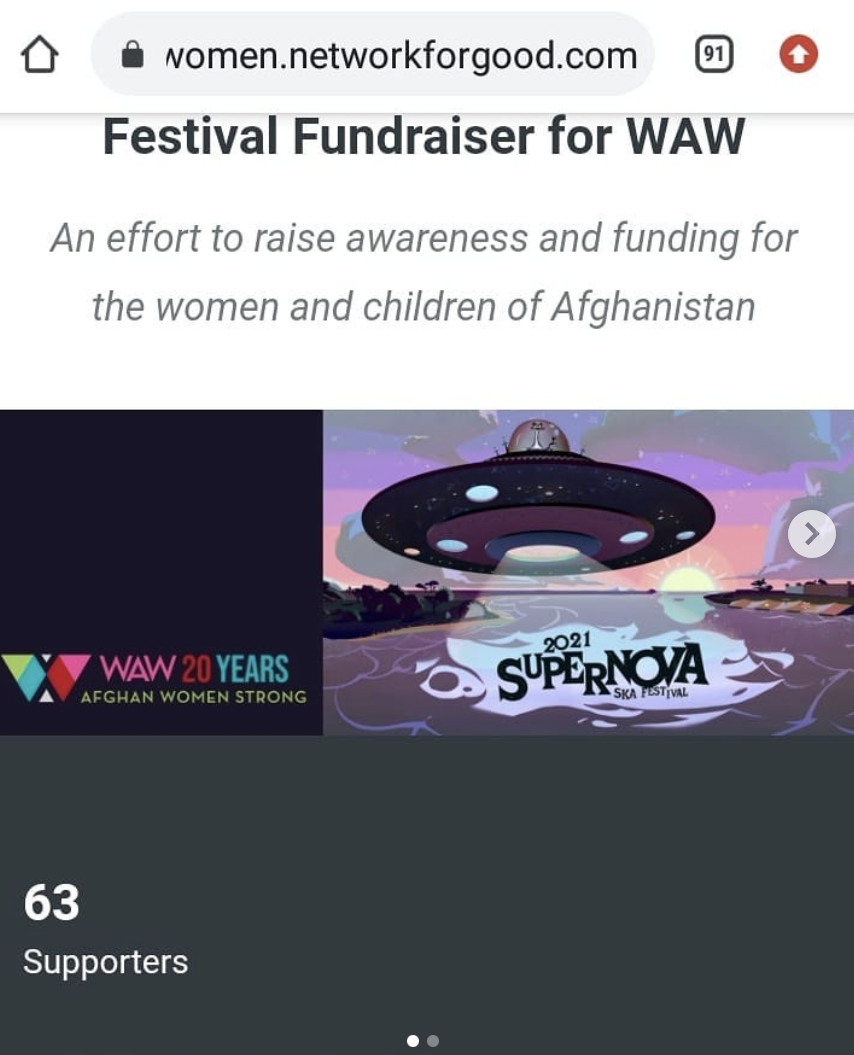 women.networkforgood.com
91
Festival Fundraiser for WAW
An effort to raise awareness and funding for
the women and children of Afghanistan
WAW 20 YEARS
AFGHAN WOMEN STRONG
2021
SUPERNOVA
SKA FESTIVAL
63
Supporters